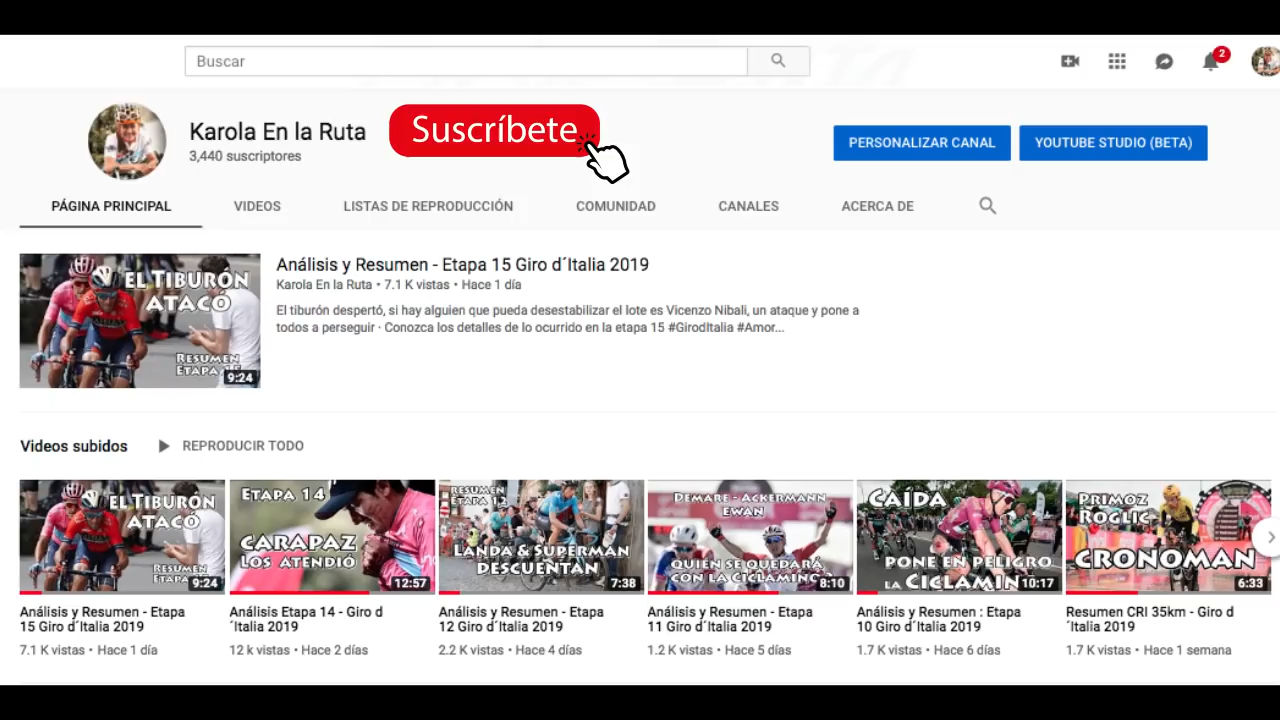 Buscar
2
Karola En la Ruta
3,440 suscriptores
Suscríbete
PERSONALIZAR CANAL
YOUTUBE STUDIO (BETA)
PÁGINA PRINCIPAL
VIDEOS
LISTAS DE REPRODUCCIÓN
COMUNIDAD
CANALES
ACERCA DE
EL TIBURÓN
ATACÓ
RESUMEN
9:24
Análisis y Resumen - Etapa 15 Giro d´Italia 2019
Karola En la Ruta • 7.1 K vistas • Hace 1 día
El tiburón despertó, si hay alguien que pueda desestabilizar el lote es Vicenzo Nibali, un ataque y pone a
todos a perseguir · Conozca los detalles de lo ocurrido en la etapa 15 #GirodItalia #Amor...
Videos subidos
REPRODUCIR TODO
EL TIBURÓN
ATACÓ
RESUMEN
9:24
Análisis y Resumen - Etapa
15 Giro d´Italia 2019
7.1 K vistas • Hace 1 día
ETAPA 14
CARAPAZ
LOS ATENDIO
12:57
Análisis Etapa 14 - Giro d
´Italia 2019
12 k vistas • Hace 2 días
RESUMEN
ETAPA 12
LANDA & SUPERMAN
DESCUENTAN
7:38
Análisis y Resumen - Etapa
12 Giro d´Italia 2019
2.2 K vistas • Hace 4 días
DEMARE - ACKERMANN
EWAN
QUIÉN SE QUEDARÁ
CON LA CICLAMINO
8:10
Análisis y Resumen - Etapa
11 Giro d´Italia 2019
1.2 K vistas • Hace 5 días
CAÍDA
PONE EN PELIGRO
LA CICLAMIN
10:17
Análisis y Resumen : Etapa
10 Giro d´Italia 2019
1.7 K vistas • Hace 6 días
PRIMOZ
ROGLIC
CRONOMAN
6:33
Resumen CRI 35km - Giro d
´Italia 2019
1.7 K vistas • Hace 1 semana